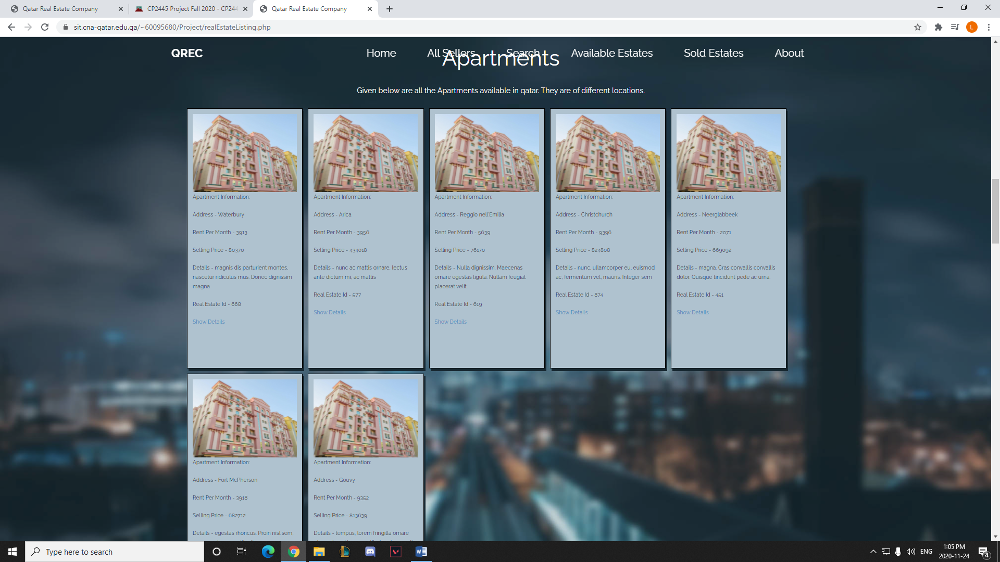 Qatar Real Estate Company
CP2445 Project Fall 2020 - CP244
Qatar Real Estate Company
sit.cna-qatar.edu.qa/~60095680/Project/realEstateListing.php
L
QREC
Home
All Sellers
Search
Available Estates
Sold Estates
About
Apartments
Given below are all the Apartments available in qatar. They are of different locations.
Apartment Information:
Address - Waterbury
Rent Per Month - 3913
Selling Price - 80370
Details - magnis dis parturient montes,
nascetur ridiculus mus. Donec dignissim
magna
Real Estate Id - 668
Show Details
Apartment Information:
Address - Arica
Rent Per Month - 3956
Selling Price - 434018
Details - nunc ac mattis ornare, lectus
ante dictum mi, ac mattis
Real Estate Id - 577
Show Details
Apartment Information:
Address - Reggio nell'Emilia
Rent Per Month - 5639
Selling Price - 76170
Details - Nulla dignissim. Maecenas
ornare egestas ligula. Nullam feugiat
placerat velit.
Real Estate Id - 619
Show Details
Apartment Information:
Address - Christchurch
Rent Per Month - 9396
Selling Price - 824808
Details - nunc, ullamcorper eu, euismod
ac, fermentum vel, mauris. Integer sem
Real Estate Id - 874
Show Details
Apartment Information:
Address - Neerglabbeek
Rent Per Month - 2071
Selling Price - 669092
Details - magna. Cras convallis convallis
dolor. Quisque tincidunt pede ac urna.
Real Estate Id - 451
Show Details
Apartment Information:
Address - Fort McPherson
Rent Per Month - 3918
Selling Price - 682712
Details - egestas rhoncus. Proin nisl sem,
Apartment Information:
Address - Gouvy
Rent Per Month - 9352
Selling Price - 813639
Details - tempus, lorem fringilla ornare
Type here to search
ENG
1:05 PM
2020-11-24
4